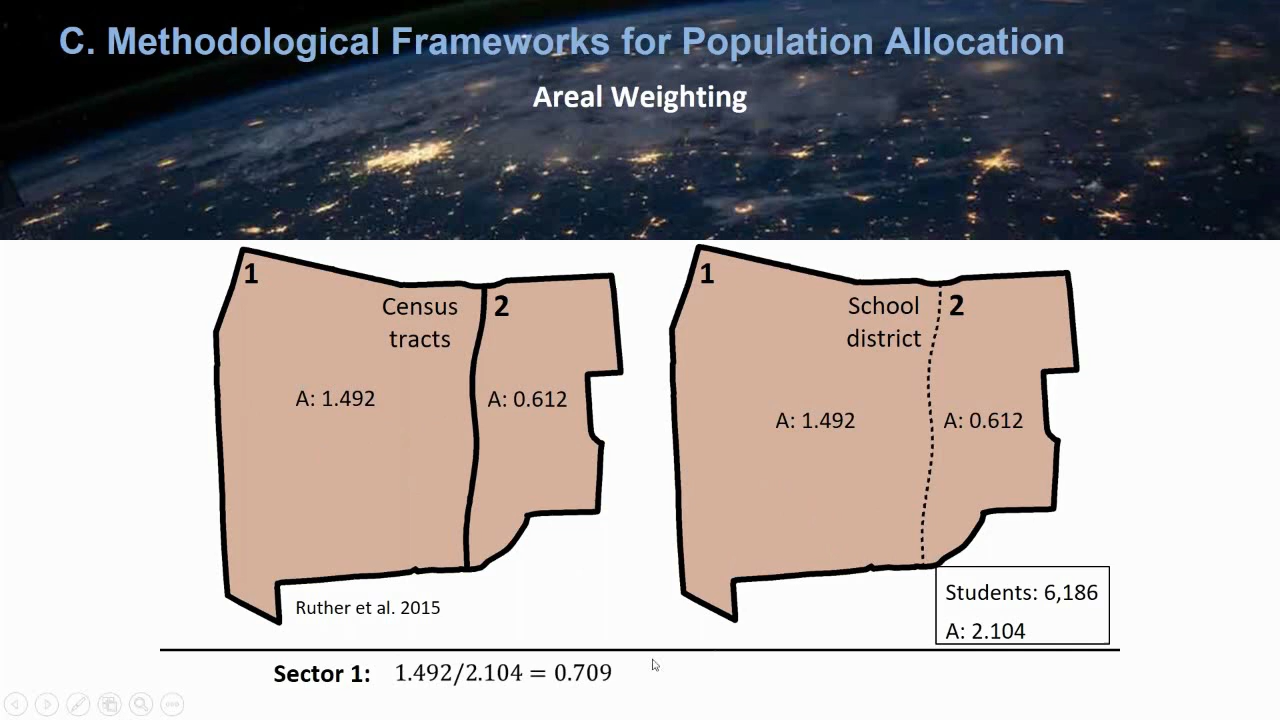 C. Methodological Frameworks for Population Allocation
Areal Weighting
1
Census
tracts
2
A: 1.492
A: 0.612
Ruther et al. 2015
1
School
district
2
A: 1.492
A: 0.612
Students: 6,186
A: 2.104
Sector 1: 1.492/2.104 = 0.709